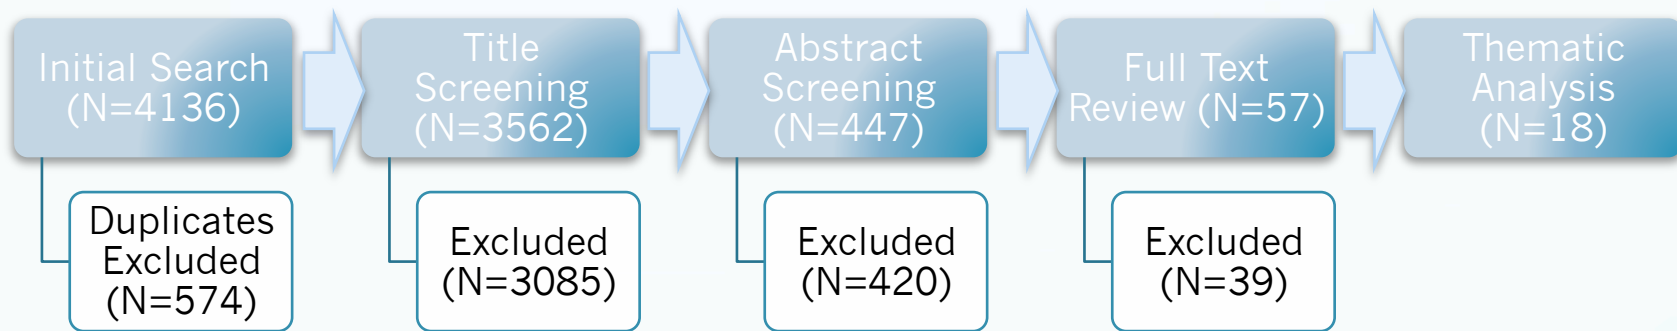 Initial Search
(N=4136)
Title
Screening
(N=3562)
Abstract
Screening
(N=447)
Full Text
Review (N=57)
Thematic
Analysis
(N=18)
Duplicates
Excluded
(N=574)
Excluded
(N=3085)
Excluded
(N=420)
Excluded
(N=39)